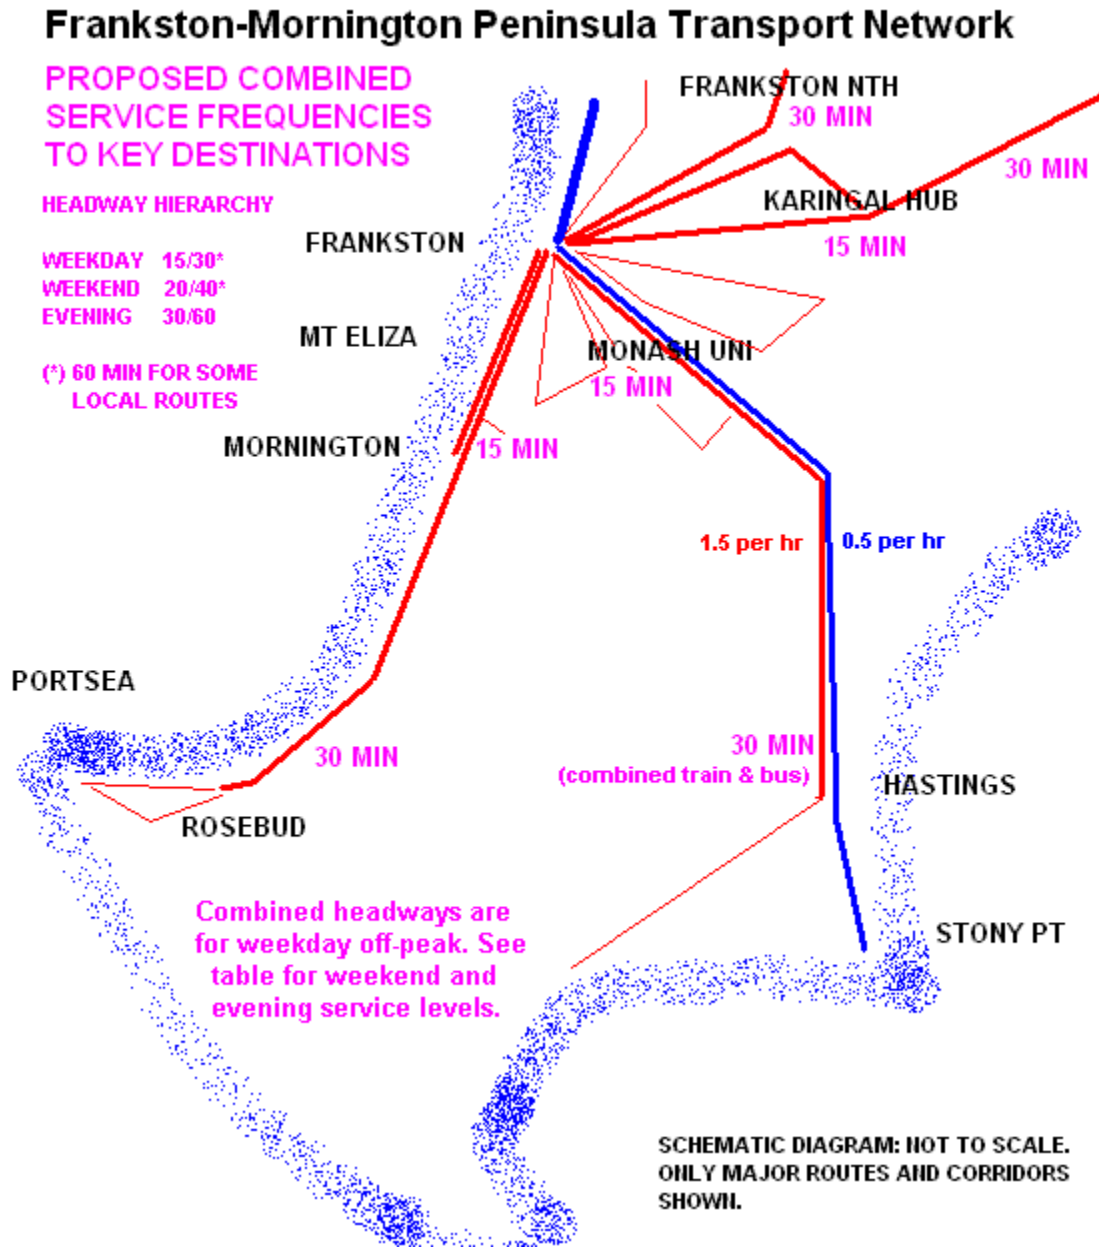 Frankston-Mornington Peninsula Transport Network
PROPOSED COMBINED
SERVICE FREQUENCIES
TO KEY DESTINATIONS
HEADWAY HIERARCHY
WEEKDAY 15/30*
WEEKEND 20/40*
EVENING 30/60
(*) 60 MIN FOR SOME
LOCAL ROUTES
FRANKSTON NTH
30 MIN
30 MIN
KARINGAL HUB
15 MIN
FRANKSTON
MT ELIZA
MONASH UNI
15 MIN
MORNINGTON
15 MIN
1.5 per hr
0.5 per hr
PORTSEA
30 MIN
30 MIN
(combined train & bus)
HASTINGS
ROSEBUD
STONY PT
Combined headways are
for weekday off-peak. See
table for weekend and
evening service levels.
SCHEMATIC DIAGRAM: NOT TO SCALE.
ONLY MAJOR ROUTES AND CORRIDORS
SHOWN.